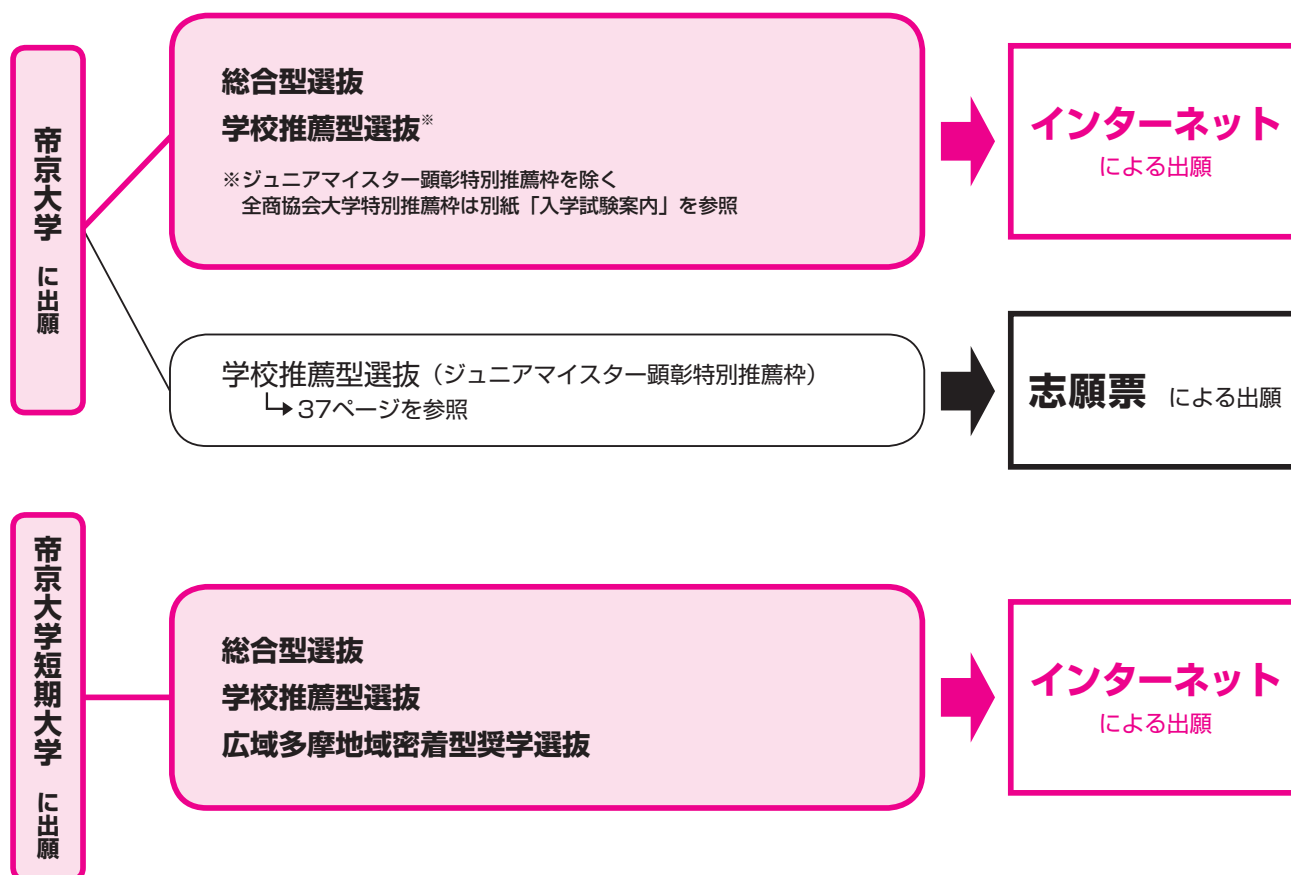 帝京大学 に出願
総合型選抜
学校推薦型選抜※
※ジュニアマイスター顕彰特別推薦枠を除く
全商協会大学特別推薦枠は別紙「入学試験案内」を参照
インターネット
による出願
学校推薦型選抜（ジュニアマイスター顕彰特別推薦枠）
37ページを参照
志願票 による出願
帝京大学短期大学 に出願
総合型選抜
学校推薦型選抜
広域多摩地域密着型奨学選抜
インターネット
による出願